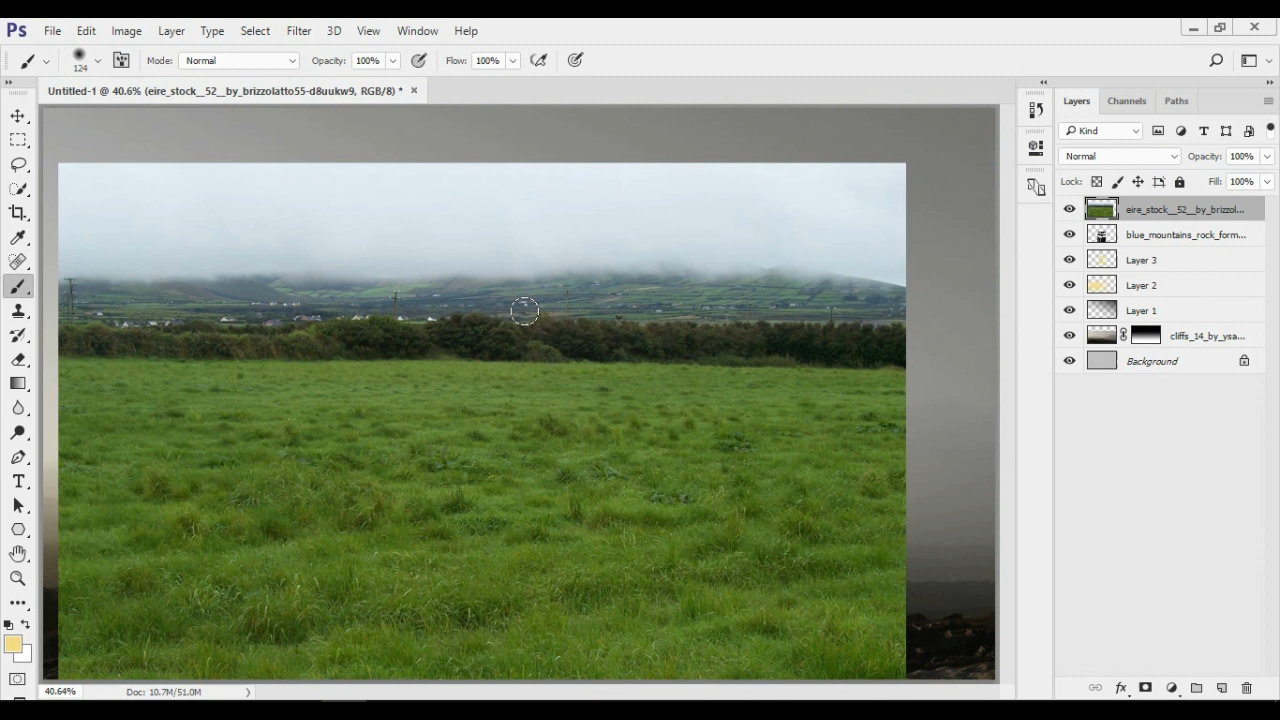 Ps File Edit Image Layer Type Select Filter 3D View Window Help
124 Mode: Normal Opacity: 100% Flow: 100%
Untitled-1 @ 40.6% (eire_stock__52__by_brizzolatto55-d8uukw9, RGB/8) * ×
Layers Channels Paths
Kind
Normal Opacity: 100%
Lock: Fill: 100%
eire_stock__52__by_brizzol...
blue_mountains_rock_form...
Layer 3
Layer 2
Layer 1
cliffs_14_by_ysa...
Background
40.64% Doc: 10.7M/51.0M